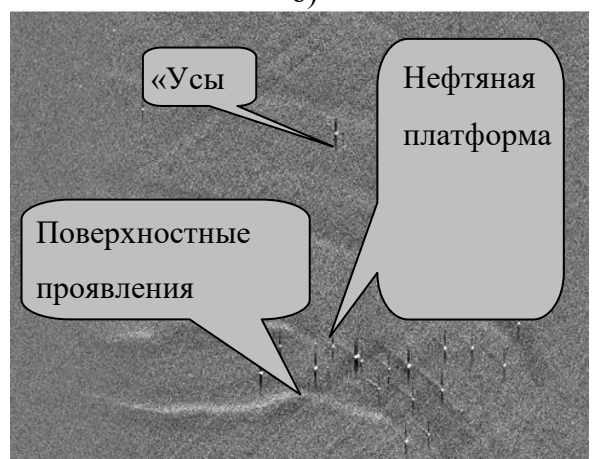 «Усы
Нефтяная
платформа
Поверхностные
проявления